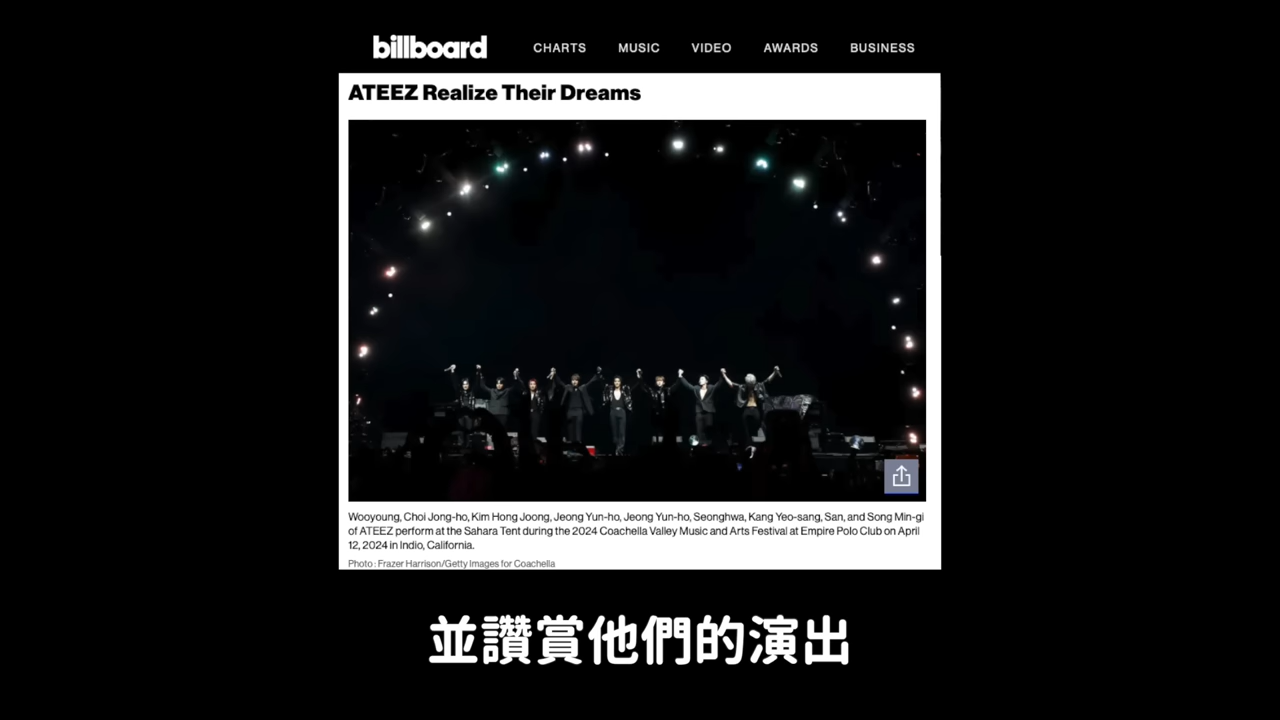 billboard CHARTS MUSIC VIDEO AWARDS BUSINESS
ATEEZ Realize Their Dreams
Wooyoung, Choi Jong-ho, Kim Hong Joong, Jeong Yun-ho, Jeong Yun-ho, Seonghwa, Kang Yeo-sang, San, and Song Min-gi
of ATEEZ perform at the Sahara Tent during the 2024 Coachella Valley Music and Arts Festival at Empire Polo Club on April
12, 2024 in Indio, California.
Photo : Frazer Harrison/Getty Images for Coachella
並讚賞他們的演出